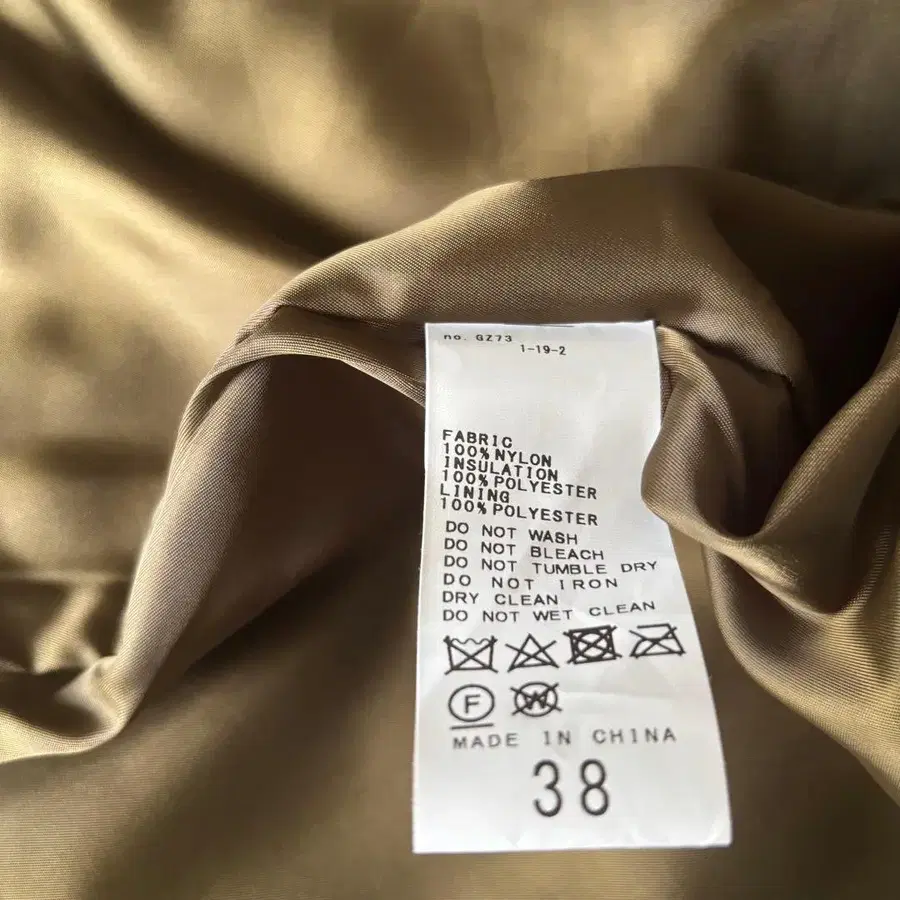 no. GZ73
1-19-2
FABRIC
100%NYLON
INSULATION
100%POLYESTER
LINING
100%POLYESTER
DO NOT WASH
DO NOT BLEACH
DO NOT TUMBLE DRY
DO NOT IRON
DRY CLEAN
DO NOT WET CLEAN
F W
MADE IN CHINA
38